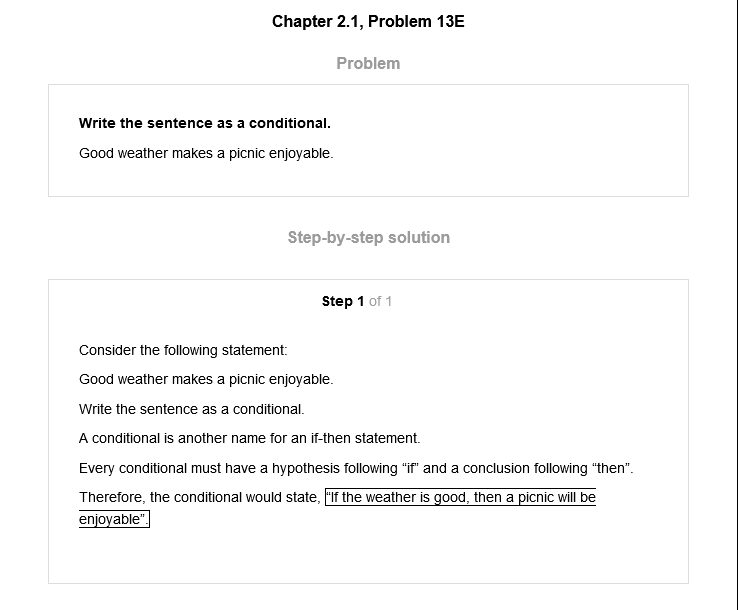 Chapter 2.1, Problem 13E
Problem
Write the sentence as a conditional.
Good weather makes a picnic enjoyable.
Step-by-step solution
Step 1 of 1
Consider the following statement:
Good weather makes a picnic enjoyable.
Write the sentence as a conditional.
A conditional is another name for an if-then statement.
Every conditional must have a hypothesis following “if” and a conclusion following “then”.
Therefore, the conditional would state, “If the weather is good, then a picnic will be
enjoyable”.